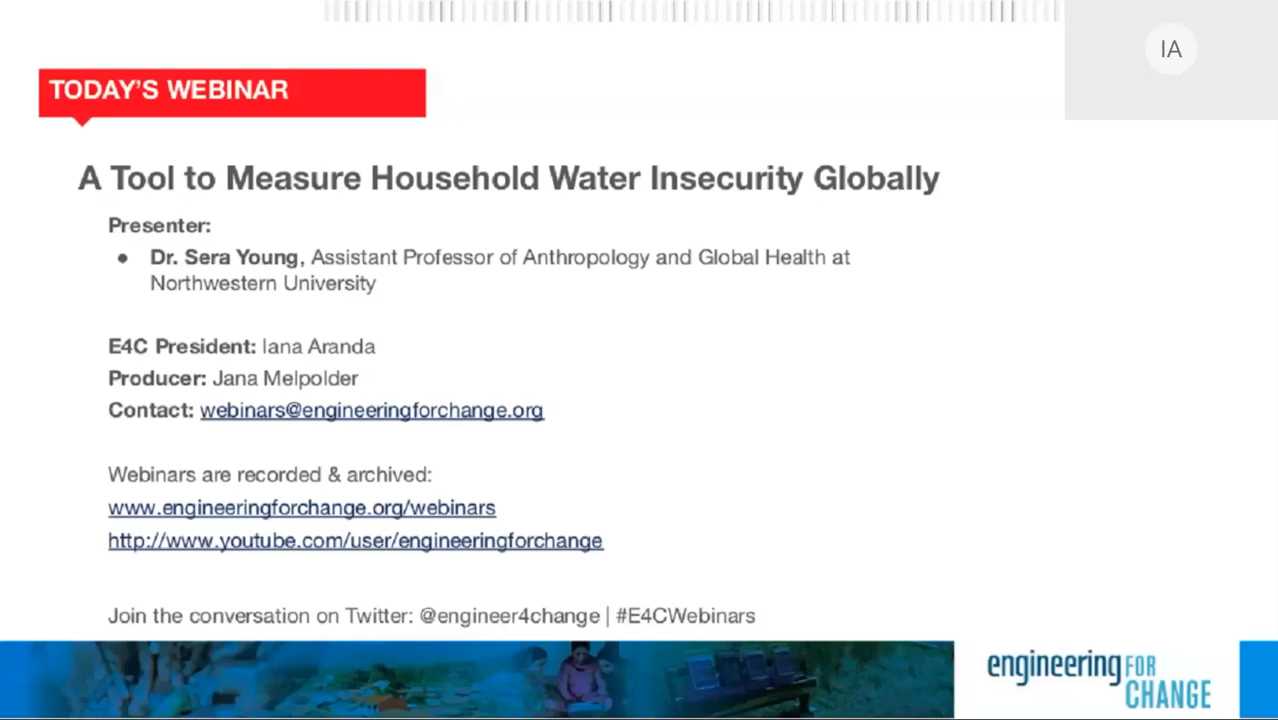 IA
TODAY'S WEBINAR
A Tool to Measure Household Water Insecurity Globally
Presenter:
● Dr. Sera Young, Assistant Professor of Anthropology and Global Health at
Northwestern University
E4C President: Iana Aranda
Producer: Jana Melpolder
Contact: webinars@engineeringforchange.org
Webinars are recorded & archived:
www.engineeringforchange.org/webinars
http://www.youtube.com/user/engineeringforchange
Join the conversation on Twitter: @engineer4change | #E4CWebinars
engineering FOR
CHANGE